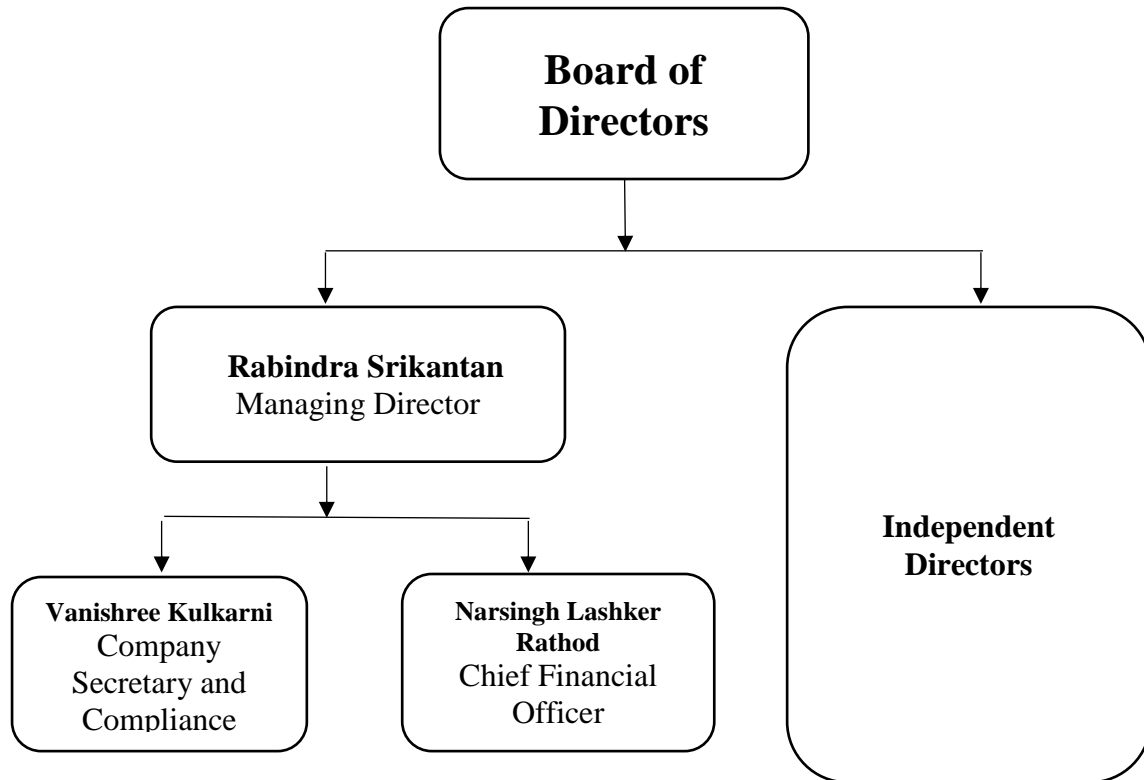 Board of
Directors
Rabindra Srikantan
Managing Director
Independent
Directors
Vanishree Kulkarni
Company
Secretary and
Compliance
Narsingh Lashker
Rathod
Chief Financial
Officer